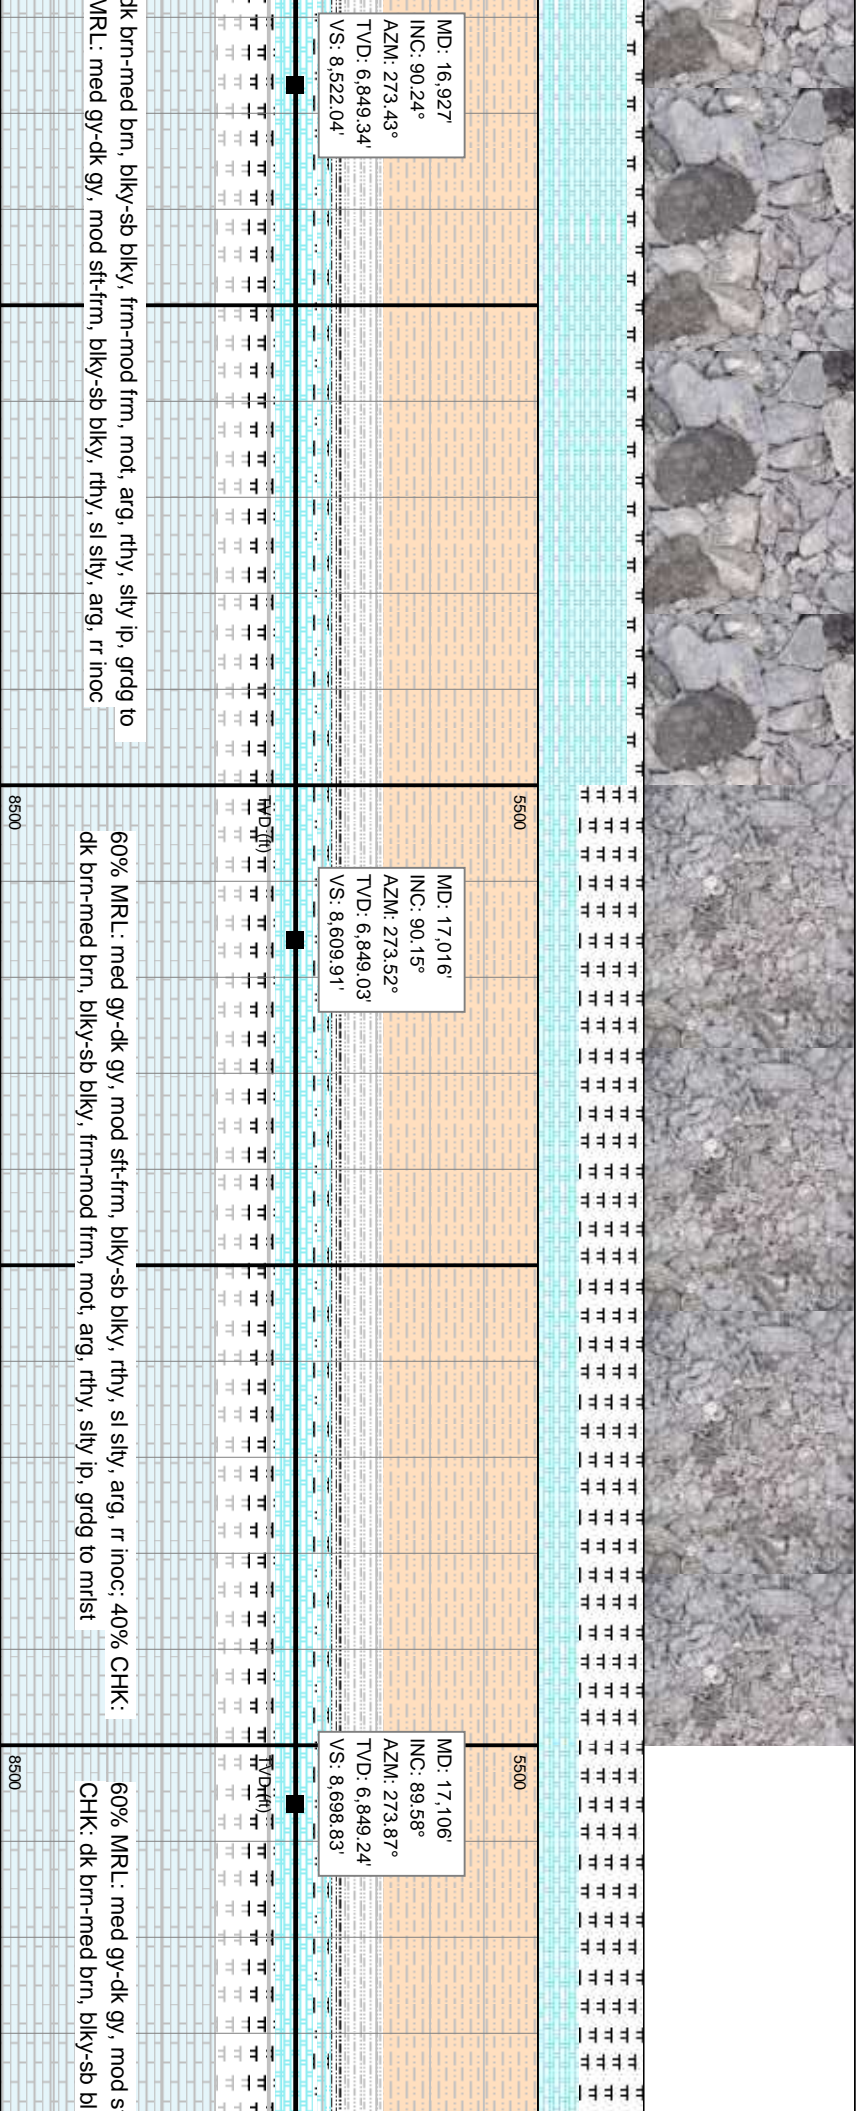 MD: 16,927'
INC: 90.24°
AZM: 273.43°
TVD: 6,849.34'
VS: 8,522.04'
dk brn-med brn, blky-sb blky, frm-mod frm, mot, arg, rthy, slty ip, grdg to
MRL: med gy-dk gy, mod sft-frm, blky-sb blky, rthy, sl slty, arg, rr inoc
5500
TVD (ft)
8500
MD: 17,016'
INC: 90.15°
AZM: 273.52°
TVD: 6,849.03'
VS: 8,609.91'
60% MRL: med gy-dk gy, mod sft-frm, blky-sb blky, rthy, sl slty, arg, rr inoc; 40% CHK:
dk brn-med brn, blky-sb blky, frm-mod frm, mot, arg, rthy, slty ip, grdg to mrlst
5500
TVD (ft)
8500
MD: 17,106'
INC: 89.58°
AZM: 273.87°
TVD: 6,849.24'
VS: 8,698.83'
60% MRL: med gy-dk gy, mod s
CHK: dk brn-med brn, blky-sb bl